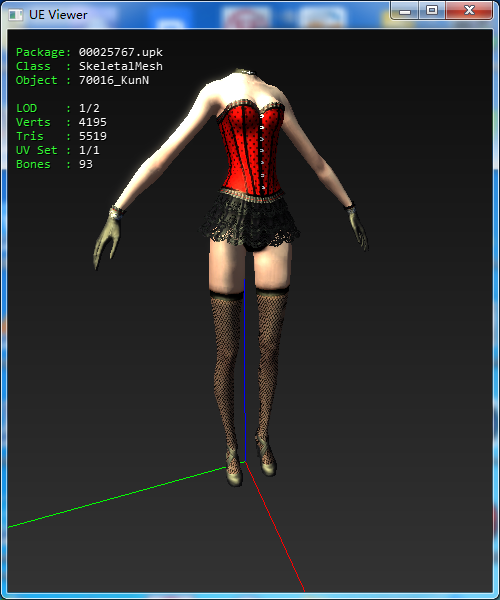 UE Viewer
Package: 00025767.upk
Class  : SkeletalMesh
Object : 70016_KunN
LOD    : 1/2
Verts  : 4195
Tris   : 5519
UV Set : 1/1
Bones  : 93